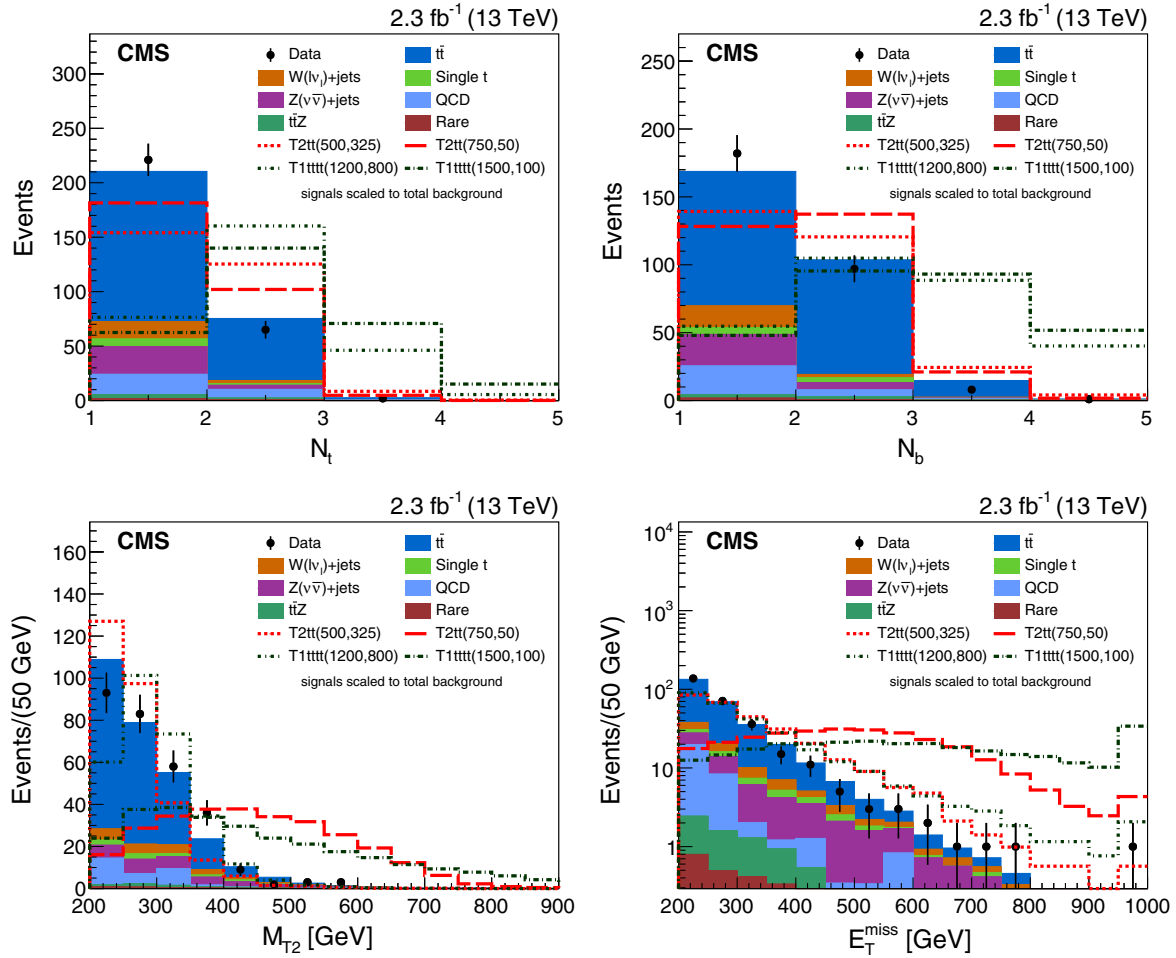 2.3 fb⁻¹ (13 TeV)
CMS
Data
tt̄
W(lνₗ)+jets
Single t
Z(νν̄)+jets
QCD
tt̄Z
Rare
T2tt(500,325)
T2tt(750,50)
T1tttt(1200,800)
T1tttt(1500,100)
signals scaled to total background
Events
300
250
200
150
100
50
0
1 2 3 4 5
Nₜ
2.3 fb⁻¹ (13 TeV)
CMS
Data
tt̄
W(lνₗ)+jets
Single t
Z(νν̄)+jets
QCD
tt̄Z
Rare
T2tt(500,325)
T2tt(750,50)
T1tttt(1200,800)
T1tttt(1500,100)
signals scaled to total background
Events
250
200
150
100
50
0
1 2 3 4 5
N_b
2.3 fb⁻¹ (13 TeV)
CMS
Data
tt̄
W(lνₗ)+jets
Single t
Z(νν̄)+jets
QCD
tt̄Z
Rare
T2tt(500,325)
T2tt(750,50)
T1tttt(1200,800)
T1tttt(1500,100)
signals scaled to total background
Events/(50 GeV)
160
140
120
100
80
60
40
20
0
200 300 400 500 600 700 800 900
M_T2 [GeV]
2.3 fb⁻¹ (13 TeV)
CMS
Data
tt̄
W(lνₗ)+jets
Single t
Z(νν̄)+jets
QCD
tt̄Z
Rare
T2tt(500,325)
T2tt(750,50)
T1tttt(1200,800)
T1tttt(1500,100)
signals scaled to total background
Events/(50 GeV)
10⁴
10³
10²
10
1
200 300 400 500 600 700 800 900 1000
E_T^miss [GeV]